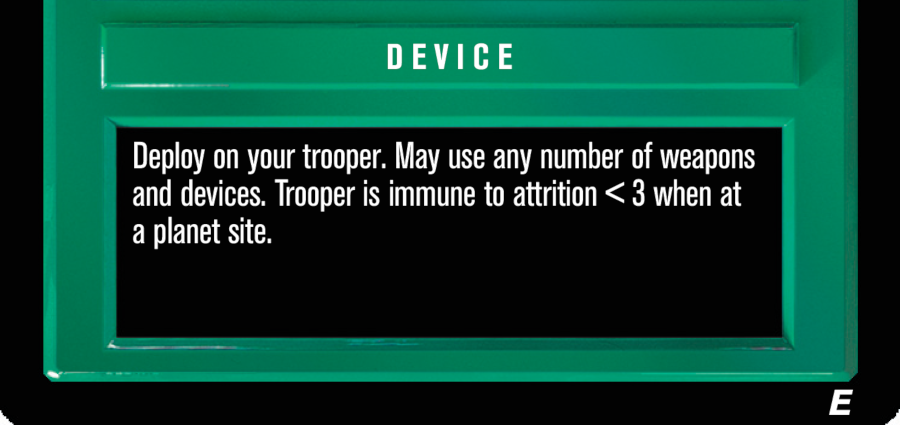 DEVICE
Deploy on your trooper. May use any number of weapons
and devices. Trooper is immune to attrition < 3 when at
a planet site.
E